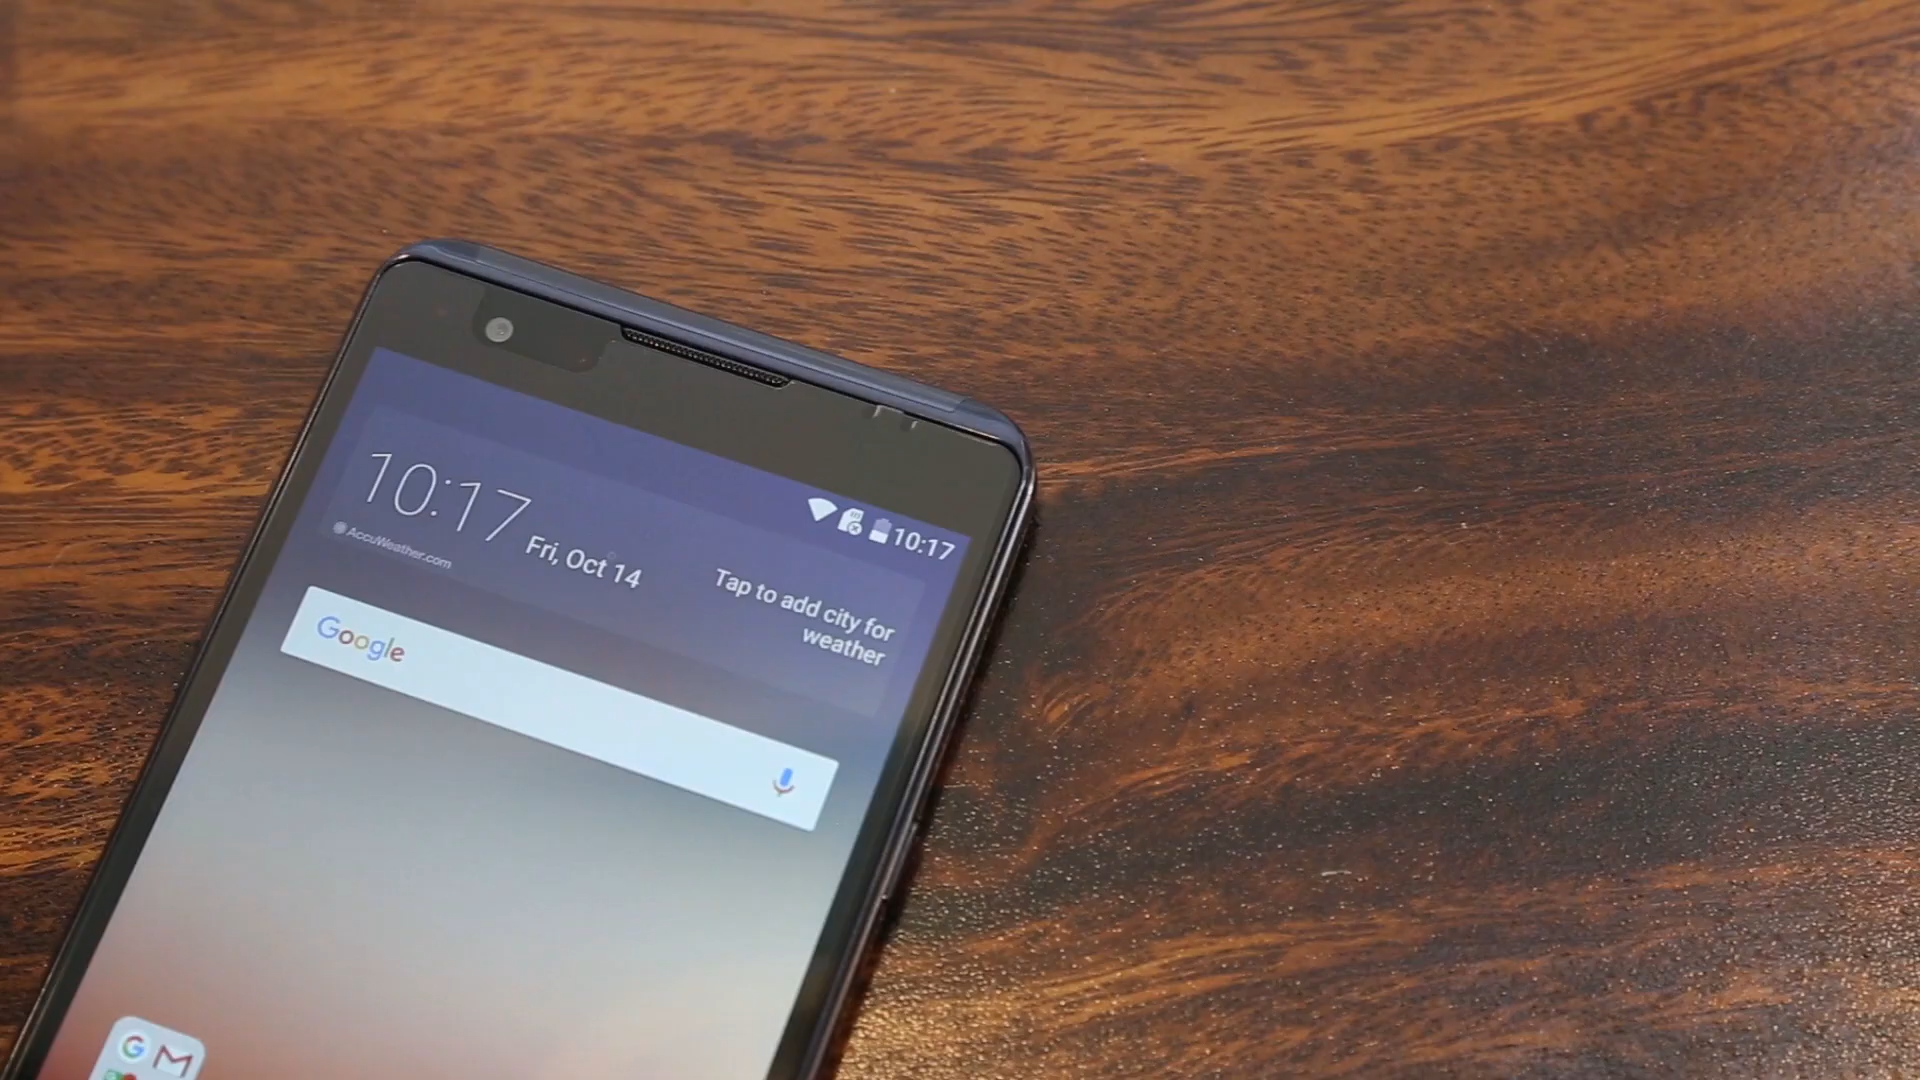 10:17
10:17
Fri, Oct 14
AccuWeather.com
Tap to add city for
weather
Google
G